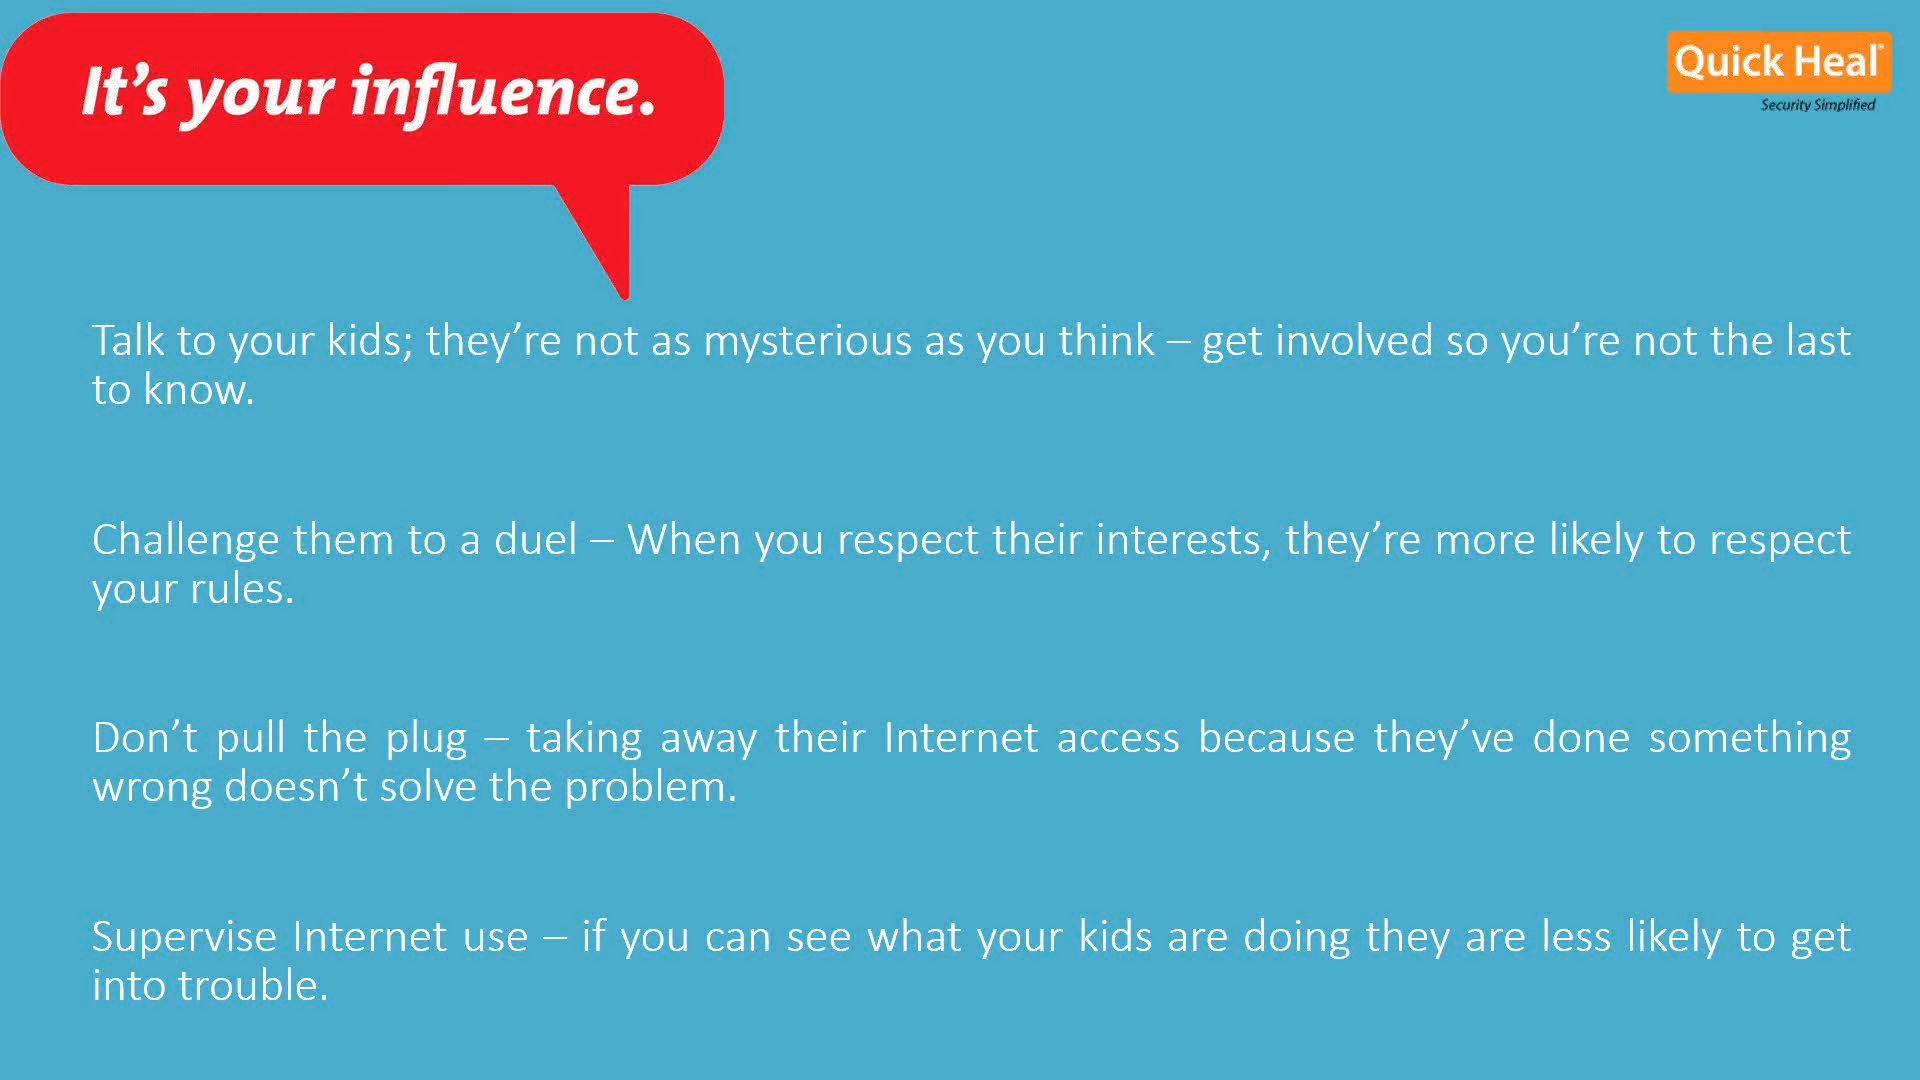 It's your influence.
Quick Heal
Security Simplified
Talk to your kids; they're not as mysterious as you think – get involved so you're not the last
to know.
Challenge them to a duel – When you respect their interests, they're more likely to respect
your rules.
Don't pull the plug – taking away their Internet access because they've done something
wrong doesn't solve the problem.
Supervise Internet use – if you can see what your kids are doing they are less likely to get
into trouble.